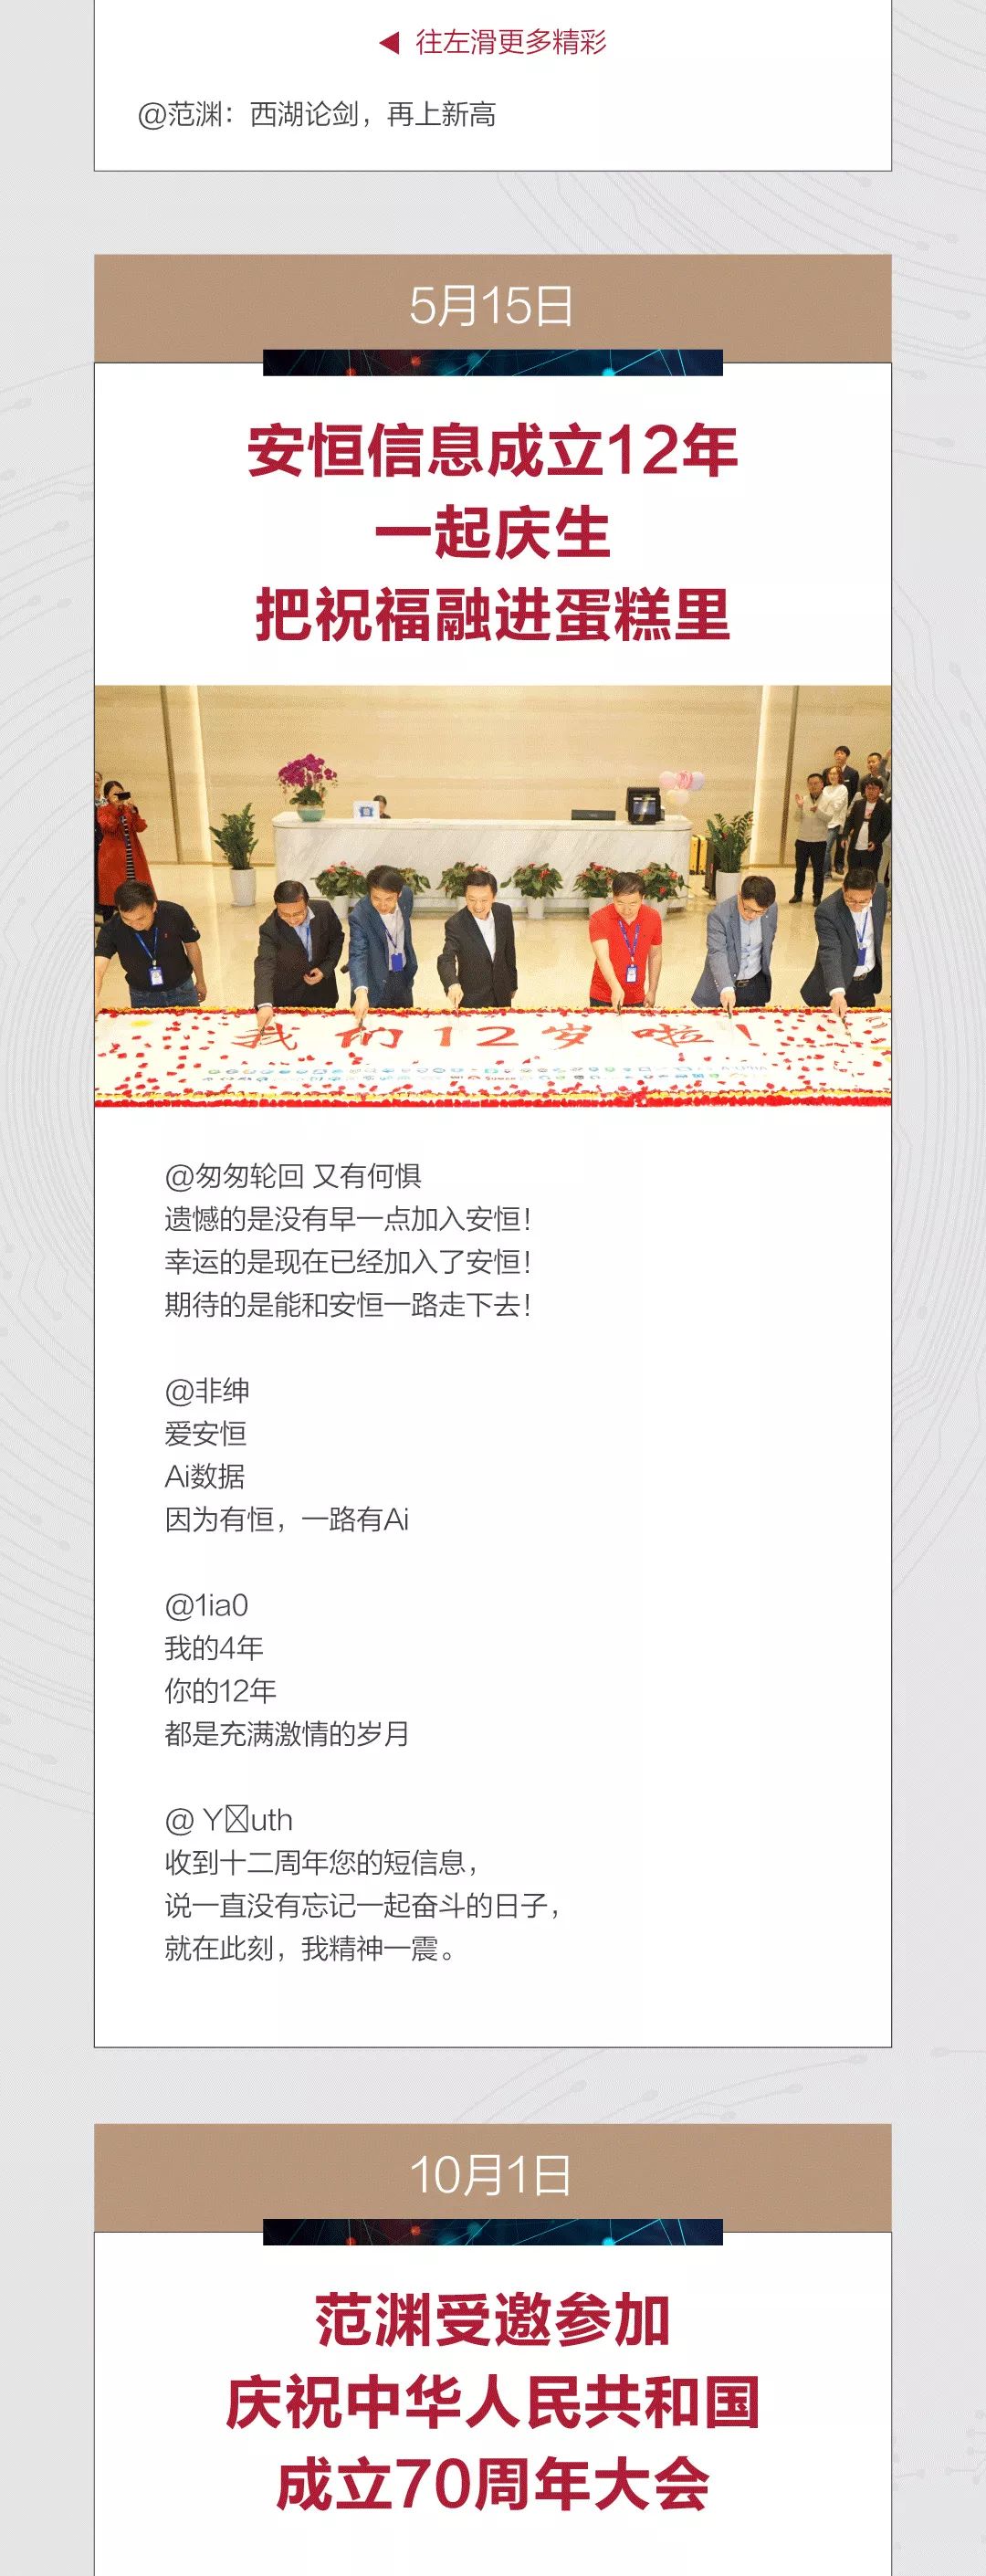 ◀ 往左滑更多精彩
@范渊：西湖论剑，再上新高
5月15日
安恒信息成立12年
一起庆生
把祝福融进蛋糕里
我们12岁啦！
@匆匆轮回 又有何惧
遗憾的是没有早一点加入安恒！
幸运的是现在已经加入了安恒！
期待的是能和安恒一路走下去！
@非绅
爱安恒
Ai数据
因为有恒，一路有Ai
@1ia0
我的4年
你的12年
都是充满激情的岁月
@ Y☒uth
收到十二周年您的短信息，
说一直没有忘记一起奋斗的日子，
就在此刻，我精神一震。
10月1日
范渊受邀参加
庆祝中华人民共和国
成立70周年大会